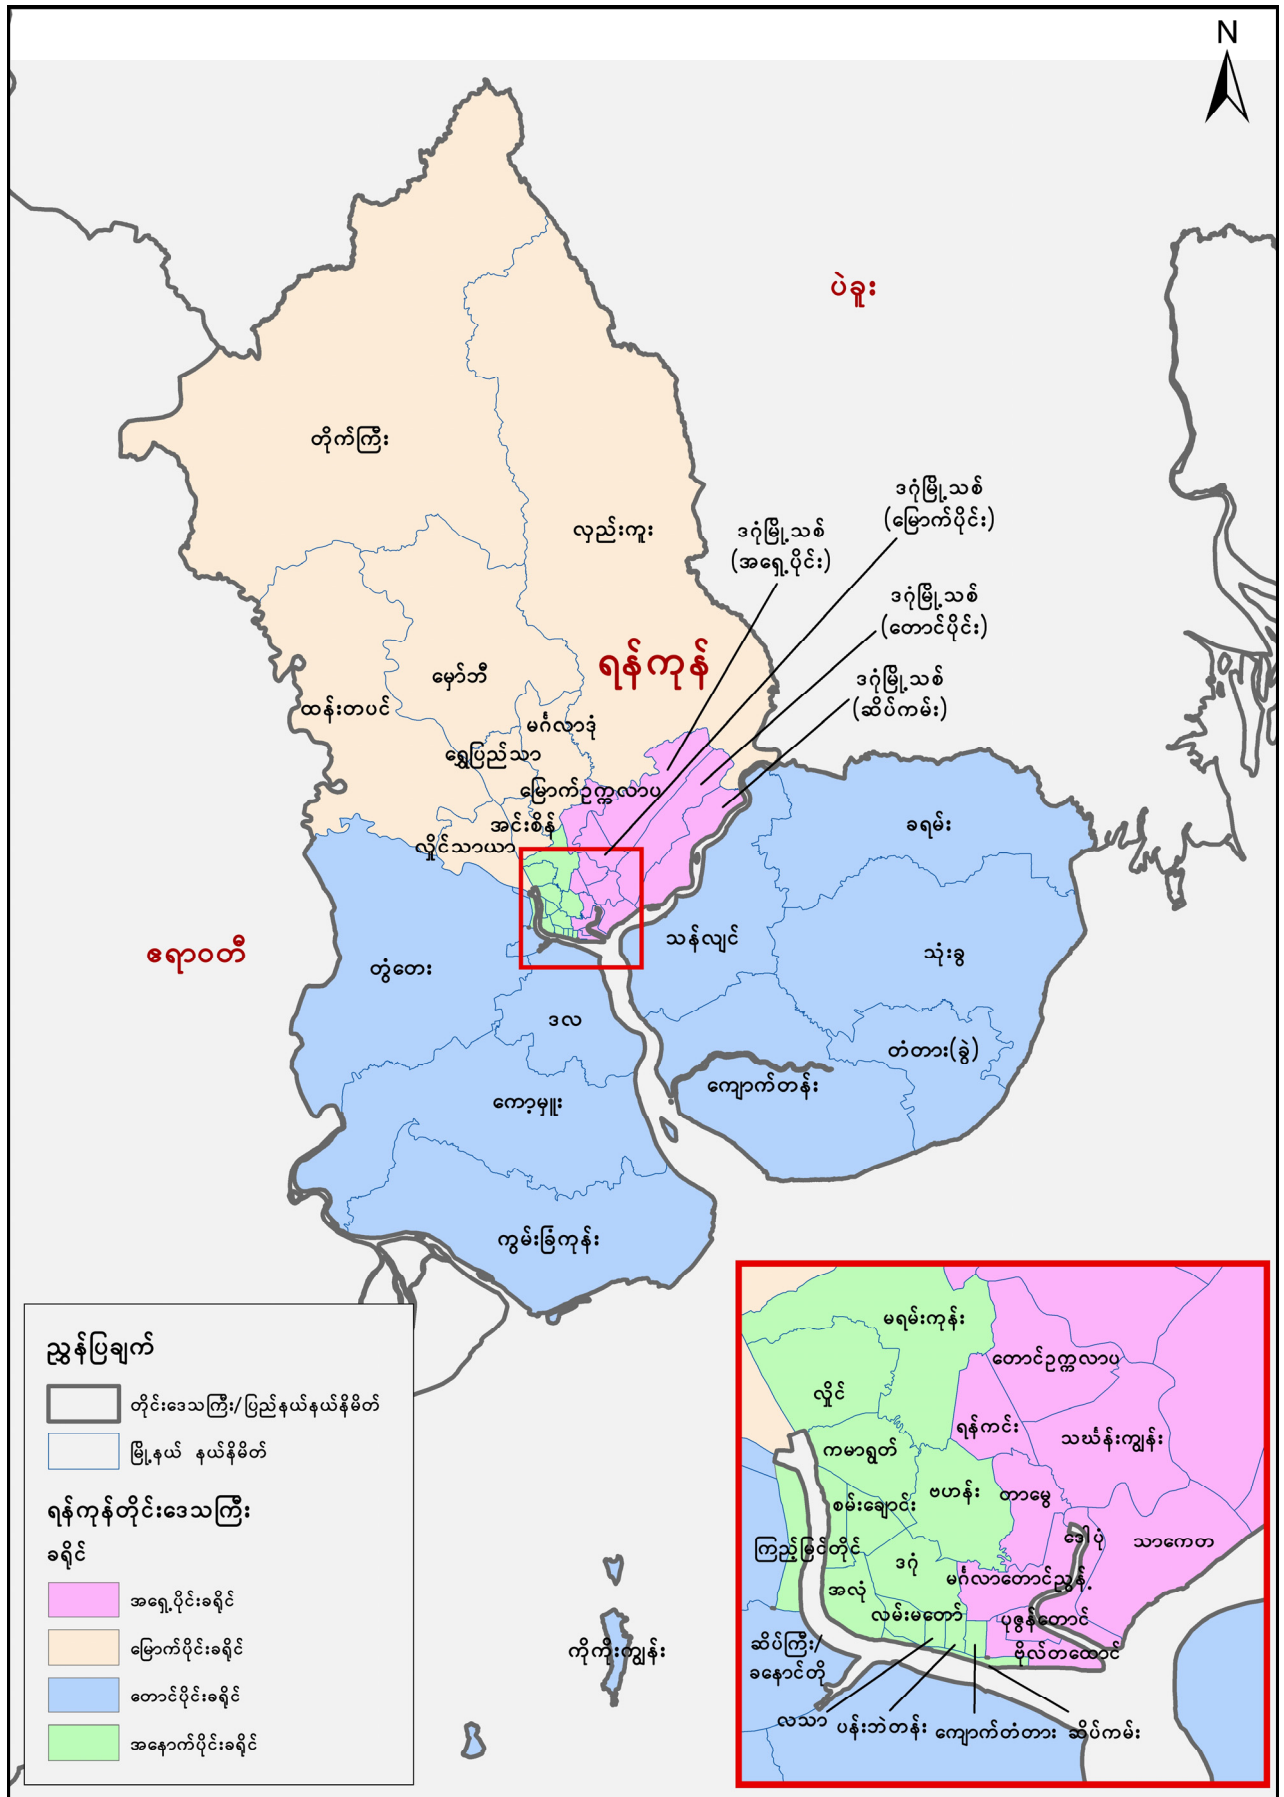 N
ပဲခူး
တိုက်ကြီး
လှည်းကူး
ဒဂုံမြို့သစ်
(မြောက်ပိုင်း)
ဒဂုံမြို့သစ်
(အရှေ့ပိုင်း)
ဒဂုံမြို့သစ်
(တောင်ပိုင်း)
ရန်ကုန်
ဒဂုံမြို့သစ်
(ဆိပ်ကမ်း)
မှော်ဘီ
ထန်းတပင်
မင်္ဂလာဒုံ
ရွှေပြည်သာ
မြောက်ဥက္ကလာပ
အင်းစိန်
လှိုင်သာယာ
ခရမ်း
သန်လျင်
သုံးခွ
ဧရာဝတီ
တွံတေး
ဒလ
တံတား(ခွဲ)
ကျောက်တန်း
ကော့မှူး
ကွမ်းခြံကုန်း
ကိုကိုးကျွန်း
ညွှန်ပြချက်
တိုင်းဒေသကြီး/ပြည်နယ်နယ်နိမိတ်
မြို့နယ် နယ်နိမိတ်
ရန်ကုန်တိုင်းဒေသကြီး
ခရိုင်
အရှေ့ပိုင်းခရိုင်
မြောက်ပိုင်းခရိုင်
တောင်ပိုင်းခရိုင်
အနောက်ပိုင်းခရိုင်
မရမ်းကုန်း
တောင်ဥက္ကလာပ
လှိုင်
ရန်ကင်း
သင်္ဃန်းကျွန်း
ကမာရွတ်
ဗဟန်း
တာမွေ
စမ်းချောင်း
ဒေါပုံ
သာကေတ
ကြည့်မြင်တိုင်
ဒဂုံ
မင်္ဂလာတောင်ညွန့်
အလုံ
လမ်းမတော်
ပုဇွန်တောင်
ဗိုလ်တထောင်
ဆိပ်ကြီး/
ခနောင်တို
လသာ
ပန်းဘဲတန်း
ကျောက်တံတား
ဆိပ်ကမ်း